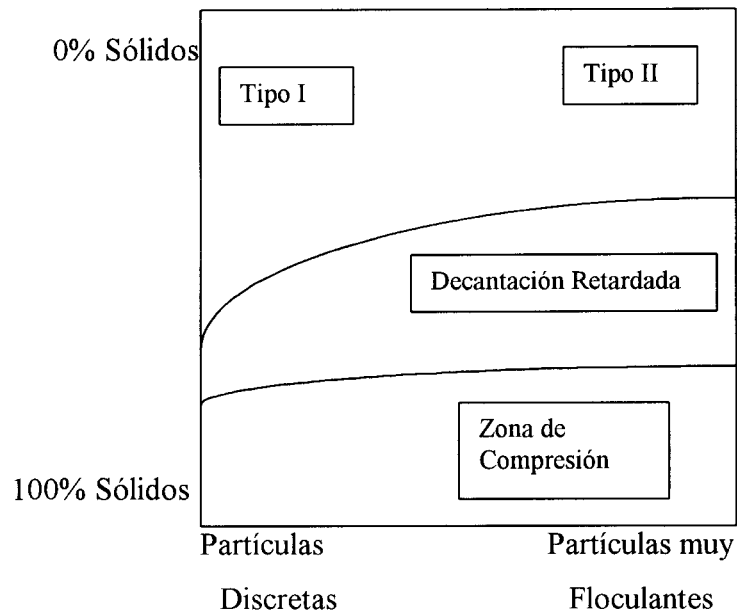 0% Sólidos
Tipo I
Tipo II
Decantación Retardada
Zona de
Compresión
100% Sólidos
Partículas
Discretas
Partículas muy
Floculantes